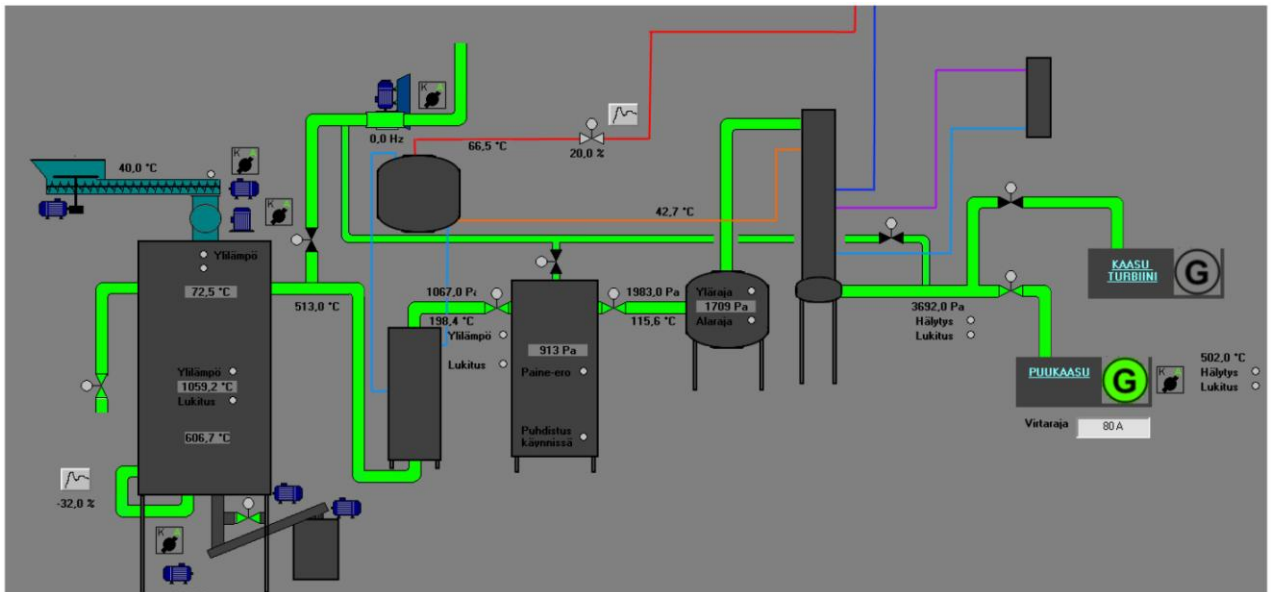 K A
0,0 Hz
66,5 °C
20,0 %
40,0 °C
K A
K A
42,7 °C
Ylilämpö
72,5 °C
513,0 °C
1067,0 Pa
198,4 °C
Ylilämpö
Lukitus
1983,0 Pa
115,6 °C
Yläraja
1709 Pa
Alaraja
913 Pa
Paine-ero
Puhdistus
käynnissä
3692,0 Pa
Hälytys
Lukitus
KAASU
TURBIINI
G
PUUKAASU
G
K A
502,0 °C
Hälytys
Lukitus
Virtaraja
80 A
Ylilämpö
1059,2 °C
Lukitus
606,7 °C
-32,0 %
K A